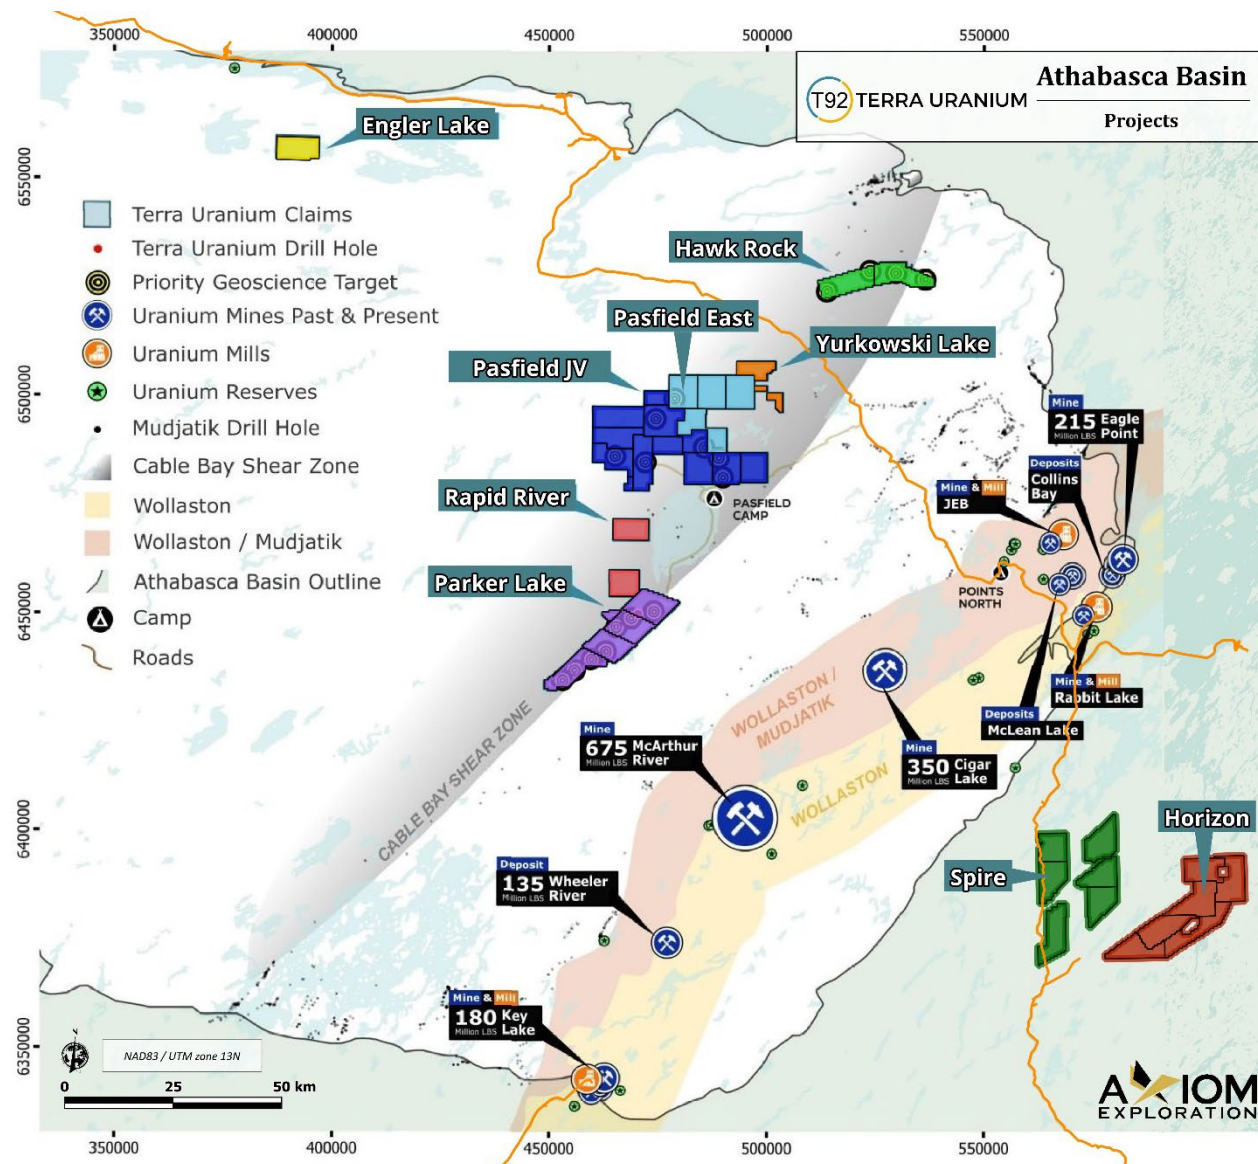 350000
400000
450000
500000
550000
T92 TERRA URANIUM
Athabasca Basin
Projects
6550000
6500000
6450000
6400000
6350000
Engler Lake
Terra Uranium Claims
Terra Uranium Drill Hole
Priority Geoscience Target
Uranium Mines Past & Present
Uranium Mills
Uranium Reserves
Mudjatik Drill Hole
Cable Bay Shear Zone
Wollaston
Wollaston / Mudjatik
Athabasca Basin Outline
Camp
Roads
Hawk Rock
Pasfield East
Yurkowski Lake
Pasfield JV
Rapid River
PASFIELD
CAMP
Parker Lake
Mine
215 Eagle
Million LBS Point
Deposits
Collins
Bay
Mine & Mill
JEB
POINTS
NORTH
Mine & Mill
Rabbit Lake
Deposits
McLean Lake
WOLLASTON /
MUDJATIK
WOLLASTON
CABLE BAY SHEAR ZONE
Mine
675 McArthur
Million LBS River
Mine
350 Cigar
Million LBS Lake
Deposit
135 Wheeler
Million LBS River
Mine & Mill
180 Key
Million LBS Lake
Horizon
Spire
NAD83 / UTM zone 13N
0
25
50 km
AXIOM
EXPLORATION
350000
400000
450000
500000
550000